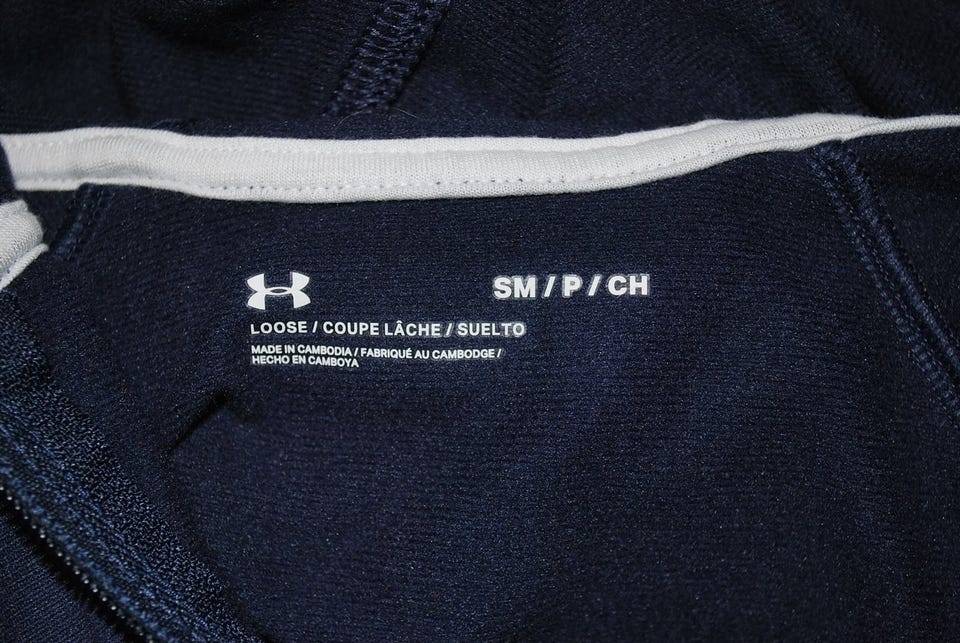 SM / P / CH
LOOSE / COUPE LÂCHE / SUELTO
MADE IN CAMBODIA / FABRIQUÉ AU CAMBODGE /
HECHO EN CAMBOYA